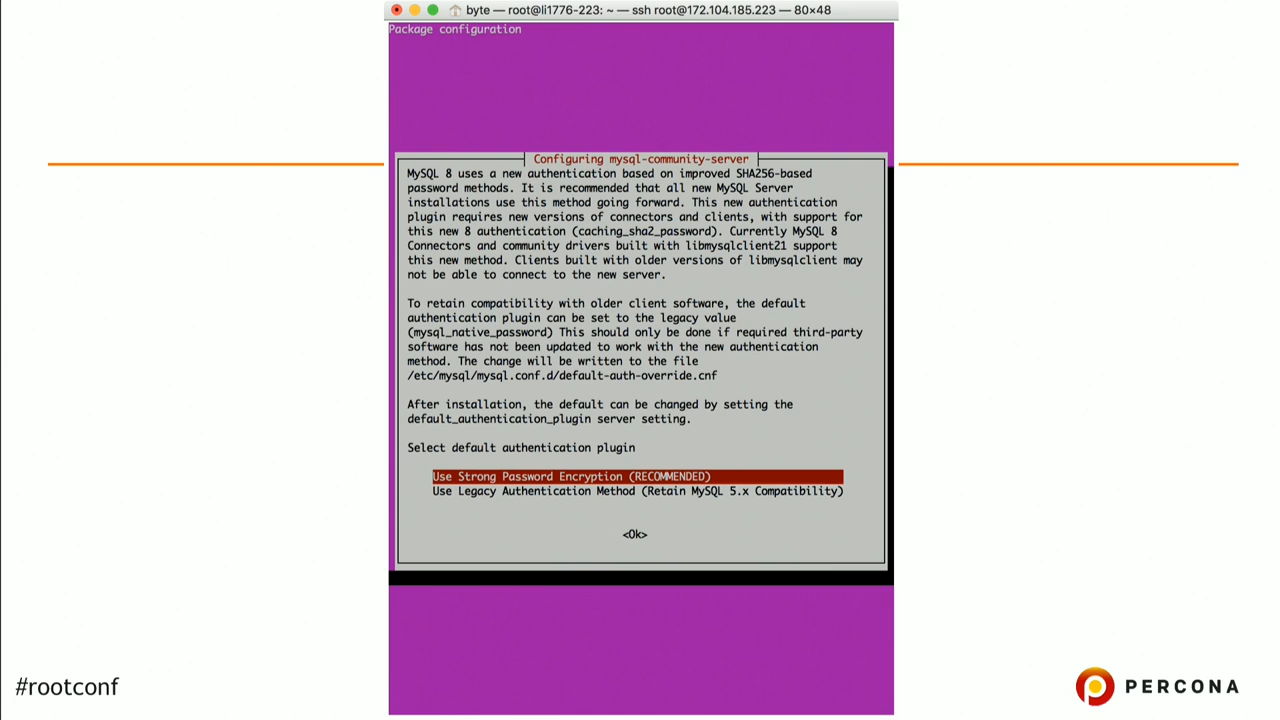 byte — root@li1776-223: ~ — ssh root@172.104.185.223 — 80×48
Package configuration
Configuring mysql-community-server
MySQL 8 uses a new authentication based on improved SHA256-based
password methods. It is recommended that all new MySQL Server
installations use this method going forward. This new authentication
plugin requires new versions of connectors and clients, with support for
this new 8 authentication (caching_sha2_password). Currently MySQL 8
Connectors and community drivers built with libmysqlclient21 support
this new method. Clients built with older versions of libmysqlclient may
not be able to connect to the new server.
To retain compatibility with older client software, the default
authentication plugin can be set to the legacy value
(mysql_native_password) This should only be done if required third-party
software has not been updated to work with the new authentication
method. The change will be written to the file
/etc/mysql/mysql.conf.d/default-auth-override.cnf
After installation, the default can be changed by setting the
default_authentication_plugin server setting.
Select default authentication plugin
Use Strong Password Encryption (RECOMMENDED)
Use Legacy Authentication Method (Retain MySQL 5.x Compatibility)
<Ok>
#rootconf
PERCONA